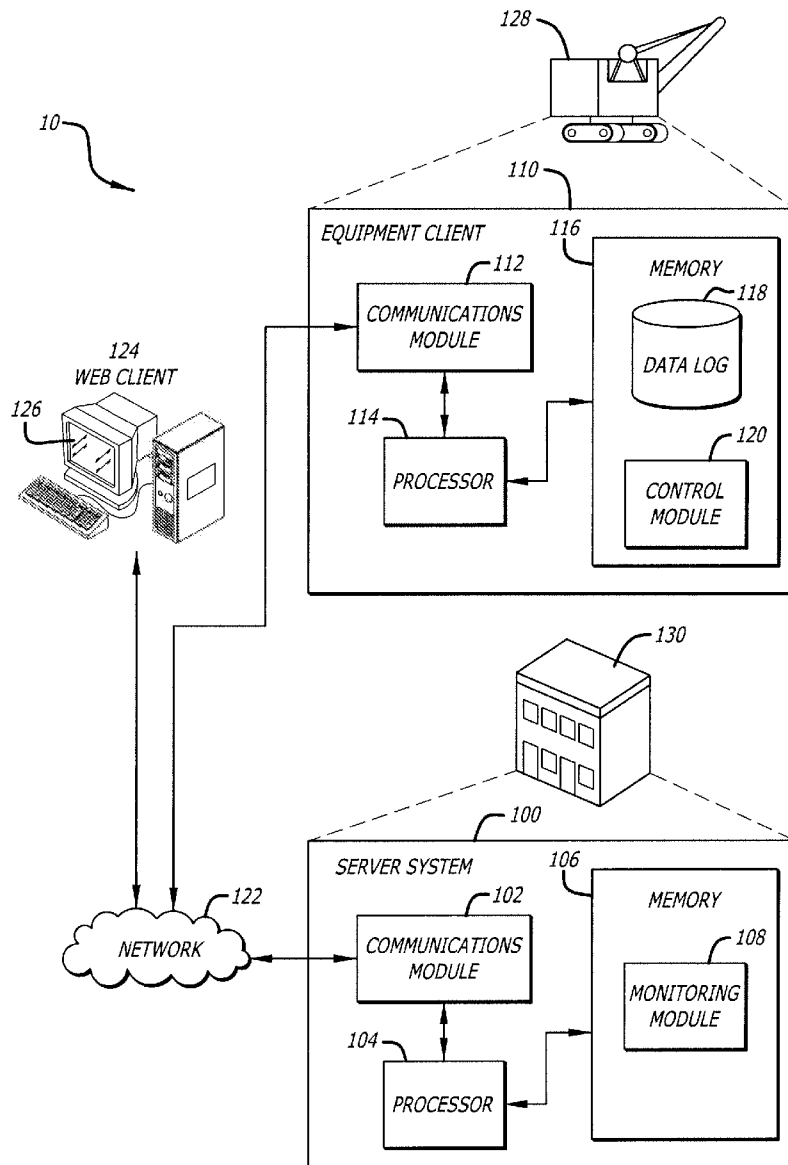 128
10
110
EQUIPMENT CLIENT
116
112
MEMORY
COMMUNICATIONS
MODULE
118
DATA LOG
124
WEB CLIENT
126
114
PROCESSOR
120
CONTROL
MODULE
130
100
SERVER SYSTEM
106
122
NETWORK
102
MEMORY
COMMUNICATIONS
MODULE
108
MONITORING
MODULE
104
PROCESSOR